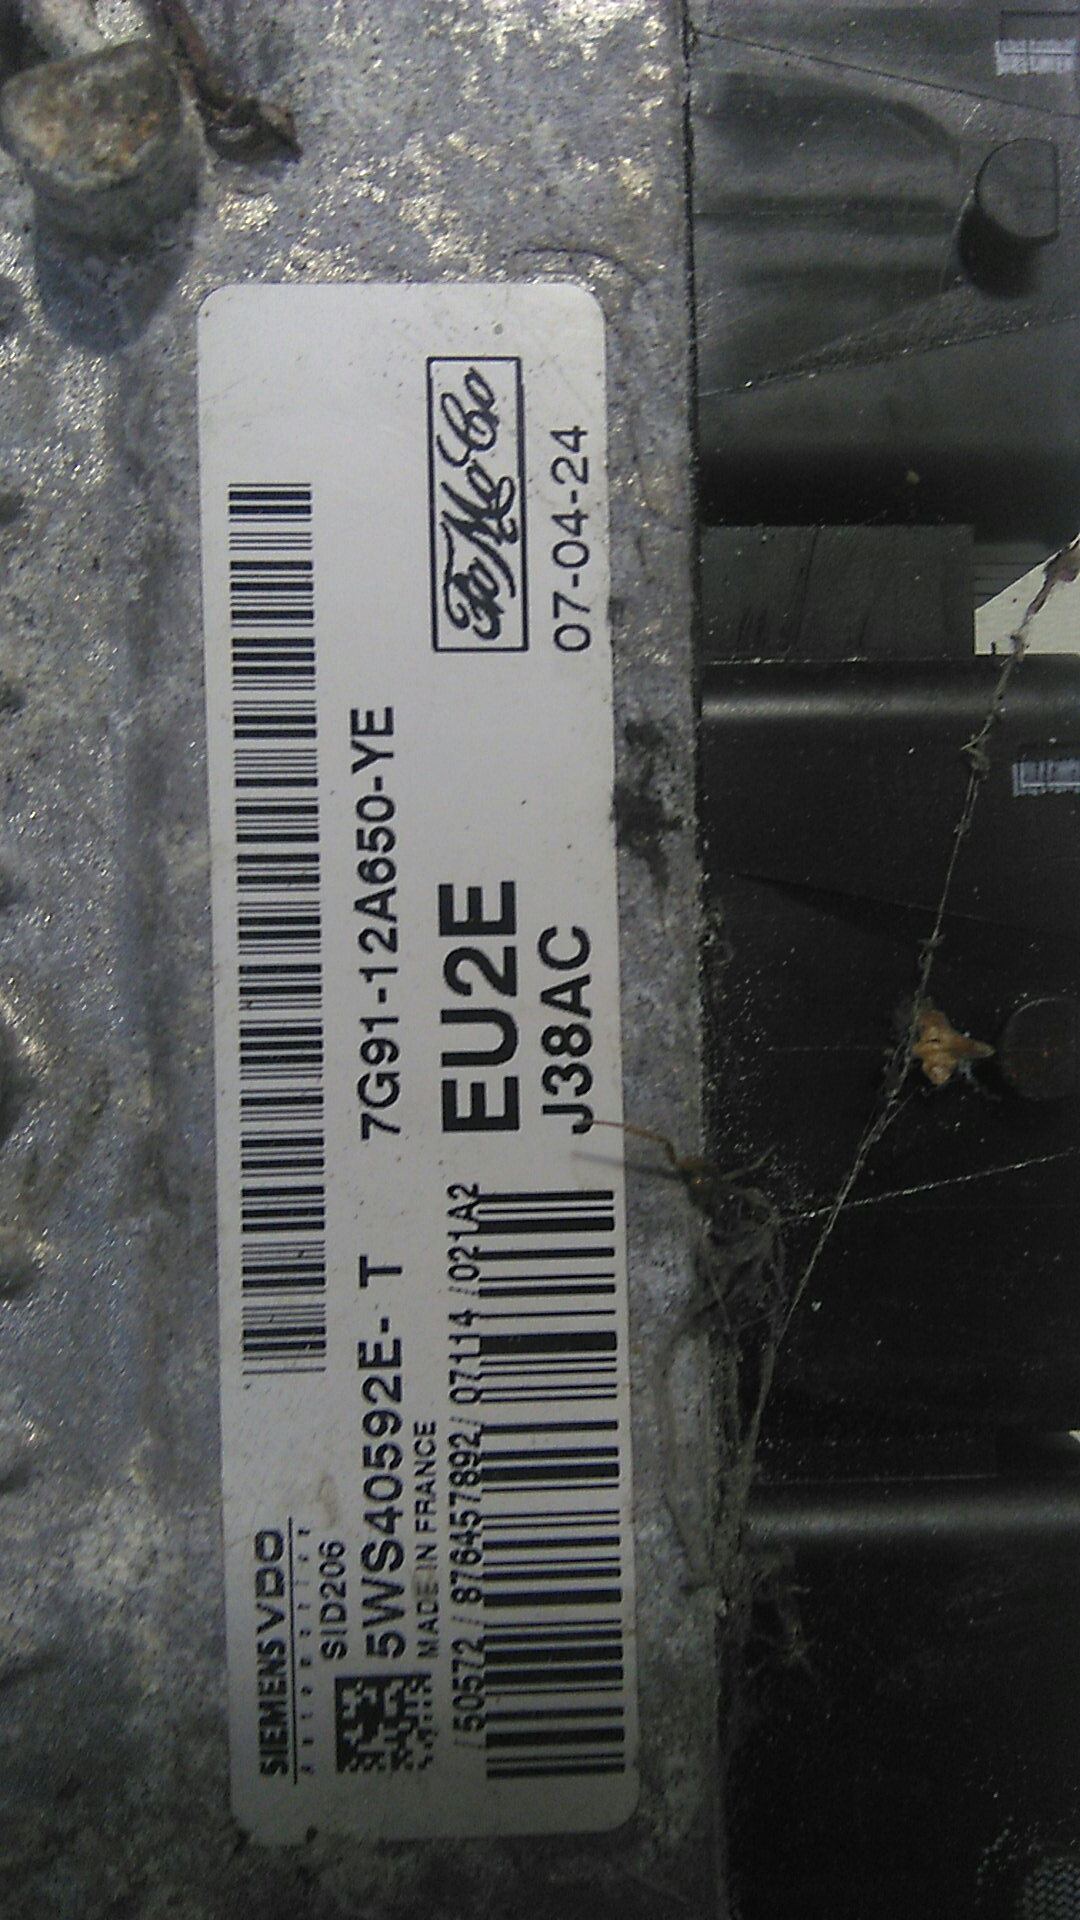 SIEMENS VDO
Automotive
SID206
5WS40592E-T 7G91-12A650-YE
MADE IN FRANCE
/50572 / 876457892/ 07114 /021A2
EU2E
J38AC
FoMoCo
07-04-24